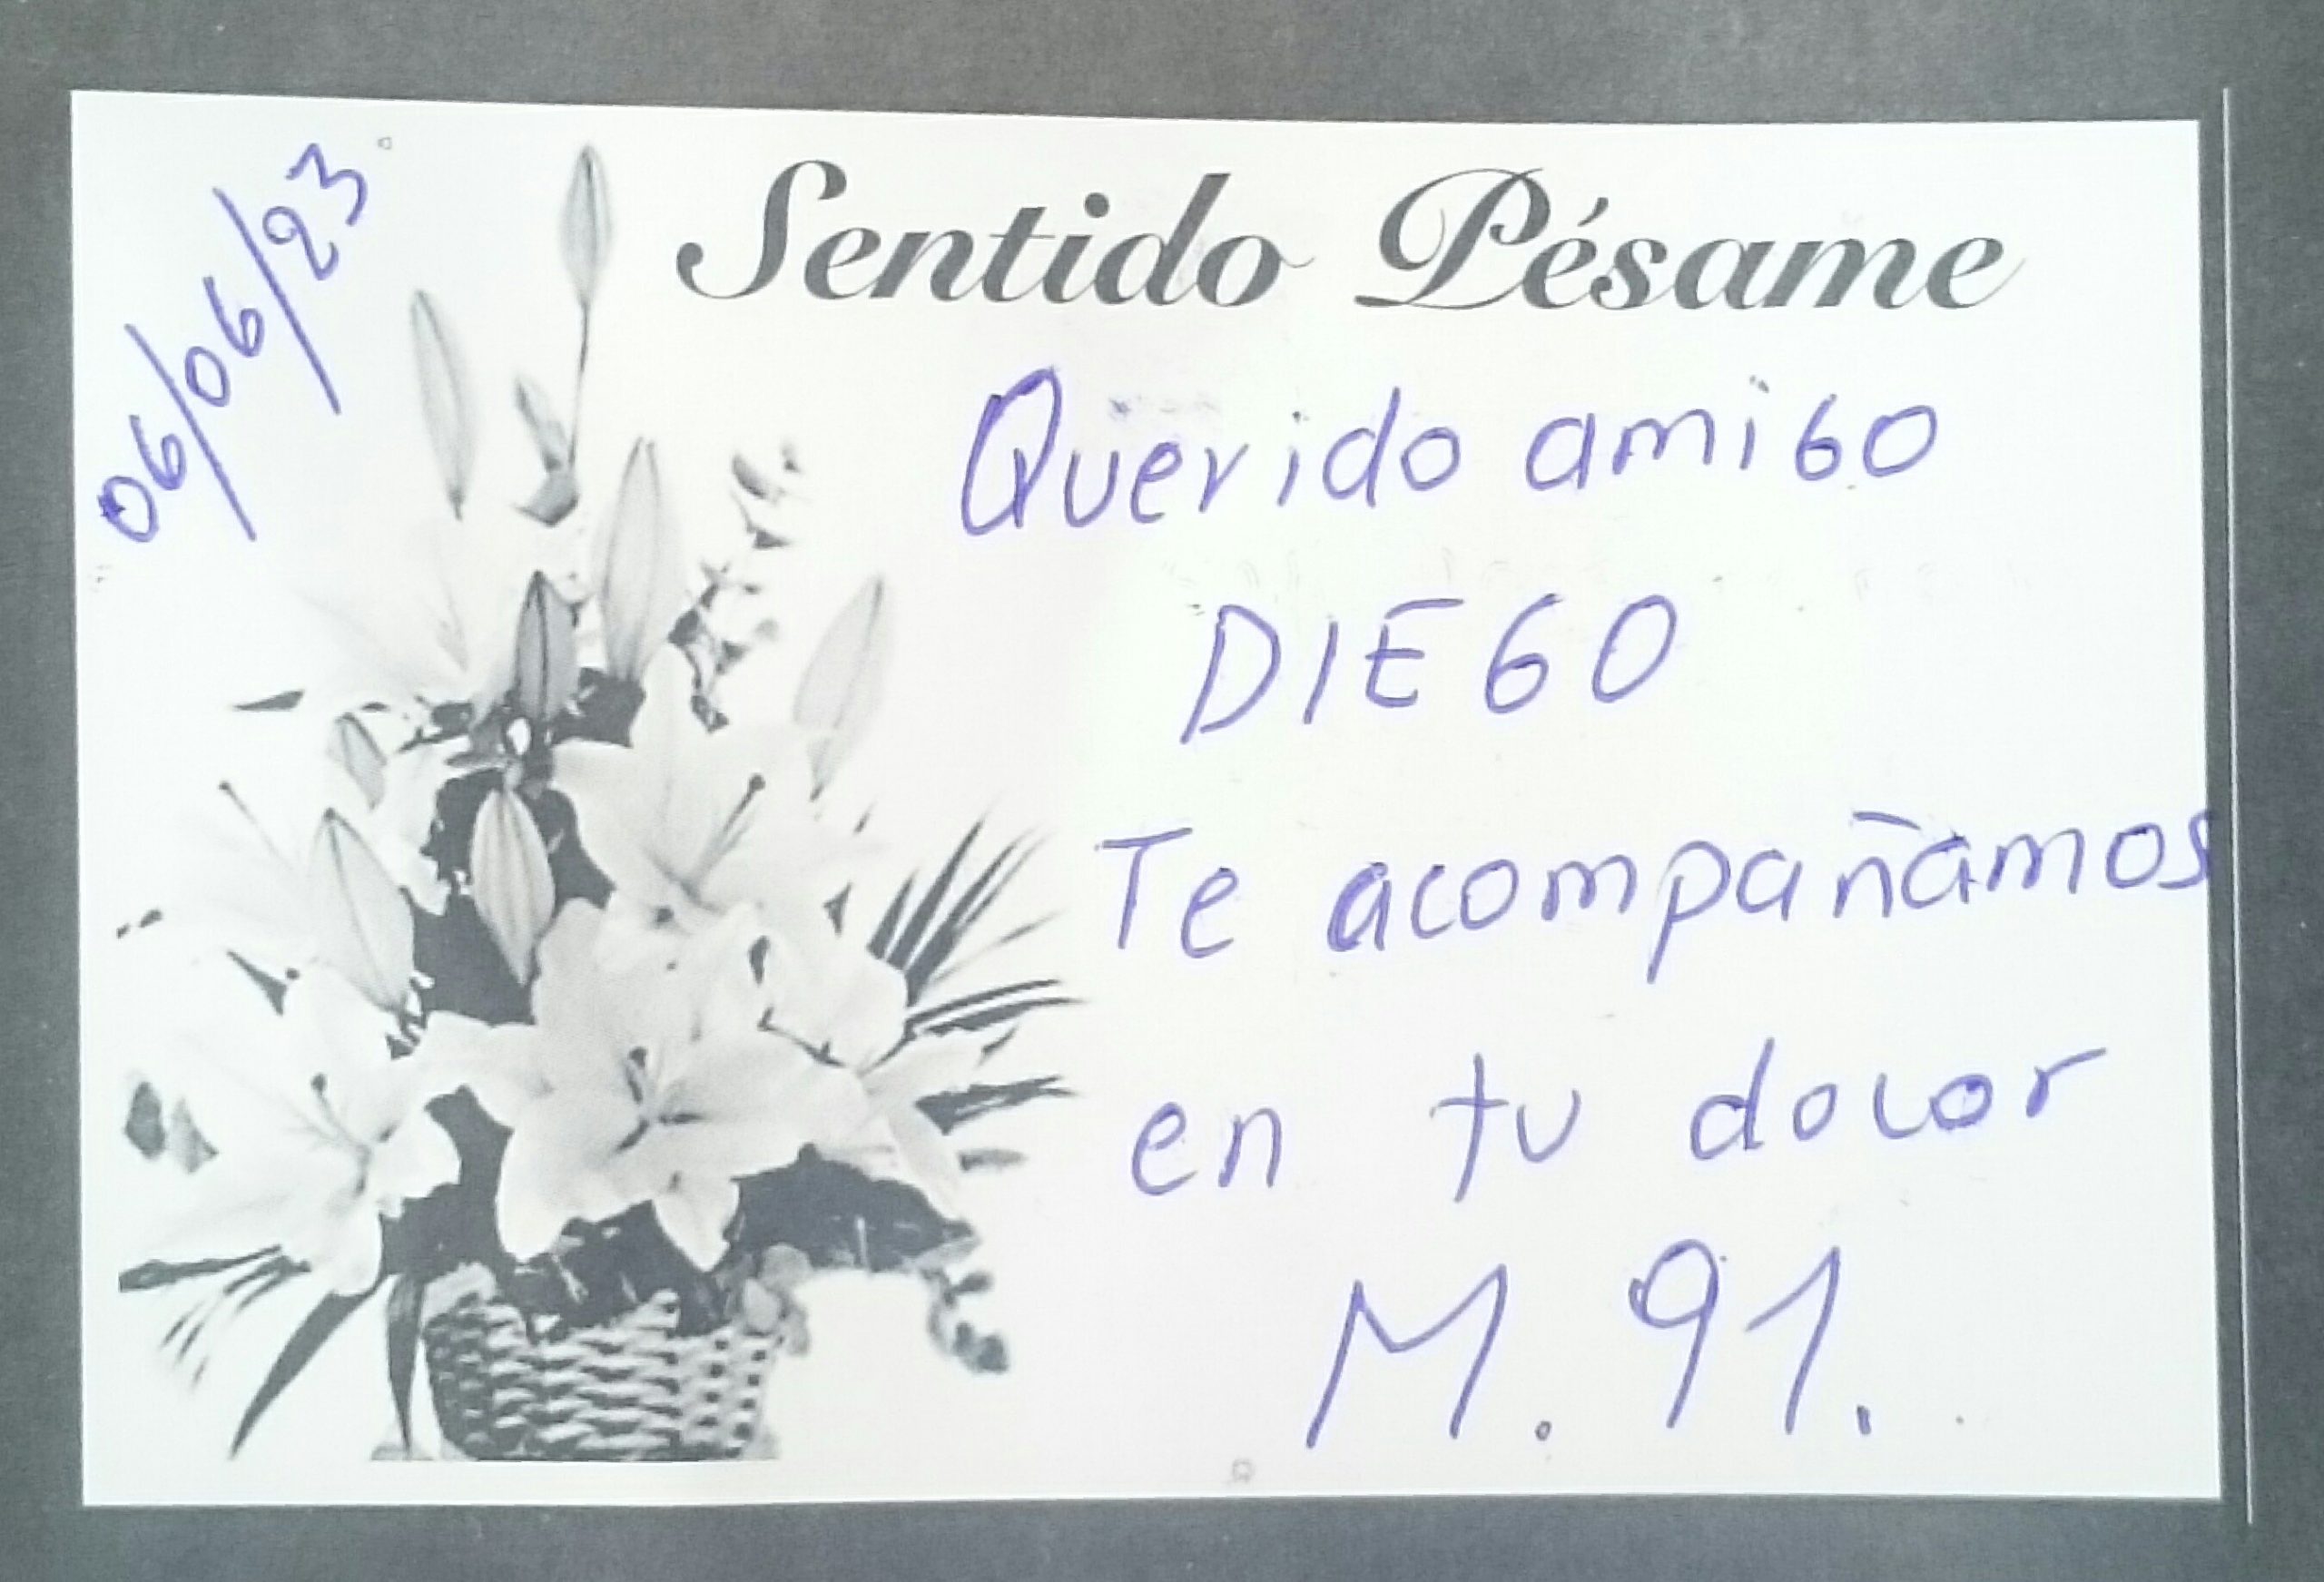 06/06/23
Sentido Pésame
Querido amigo
DIEGO
Te acompañamos
en tu dolor
M. 91.